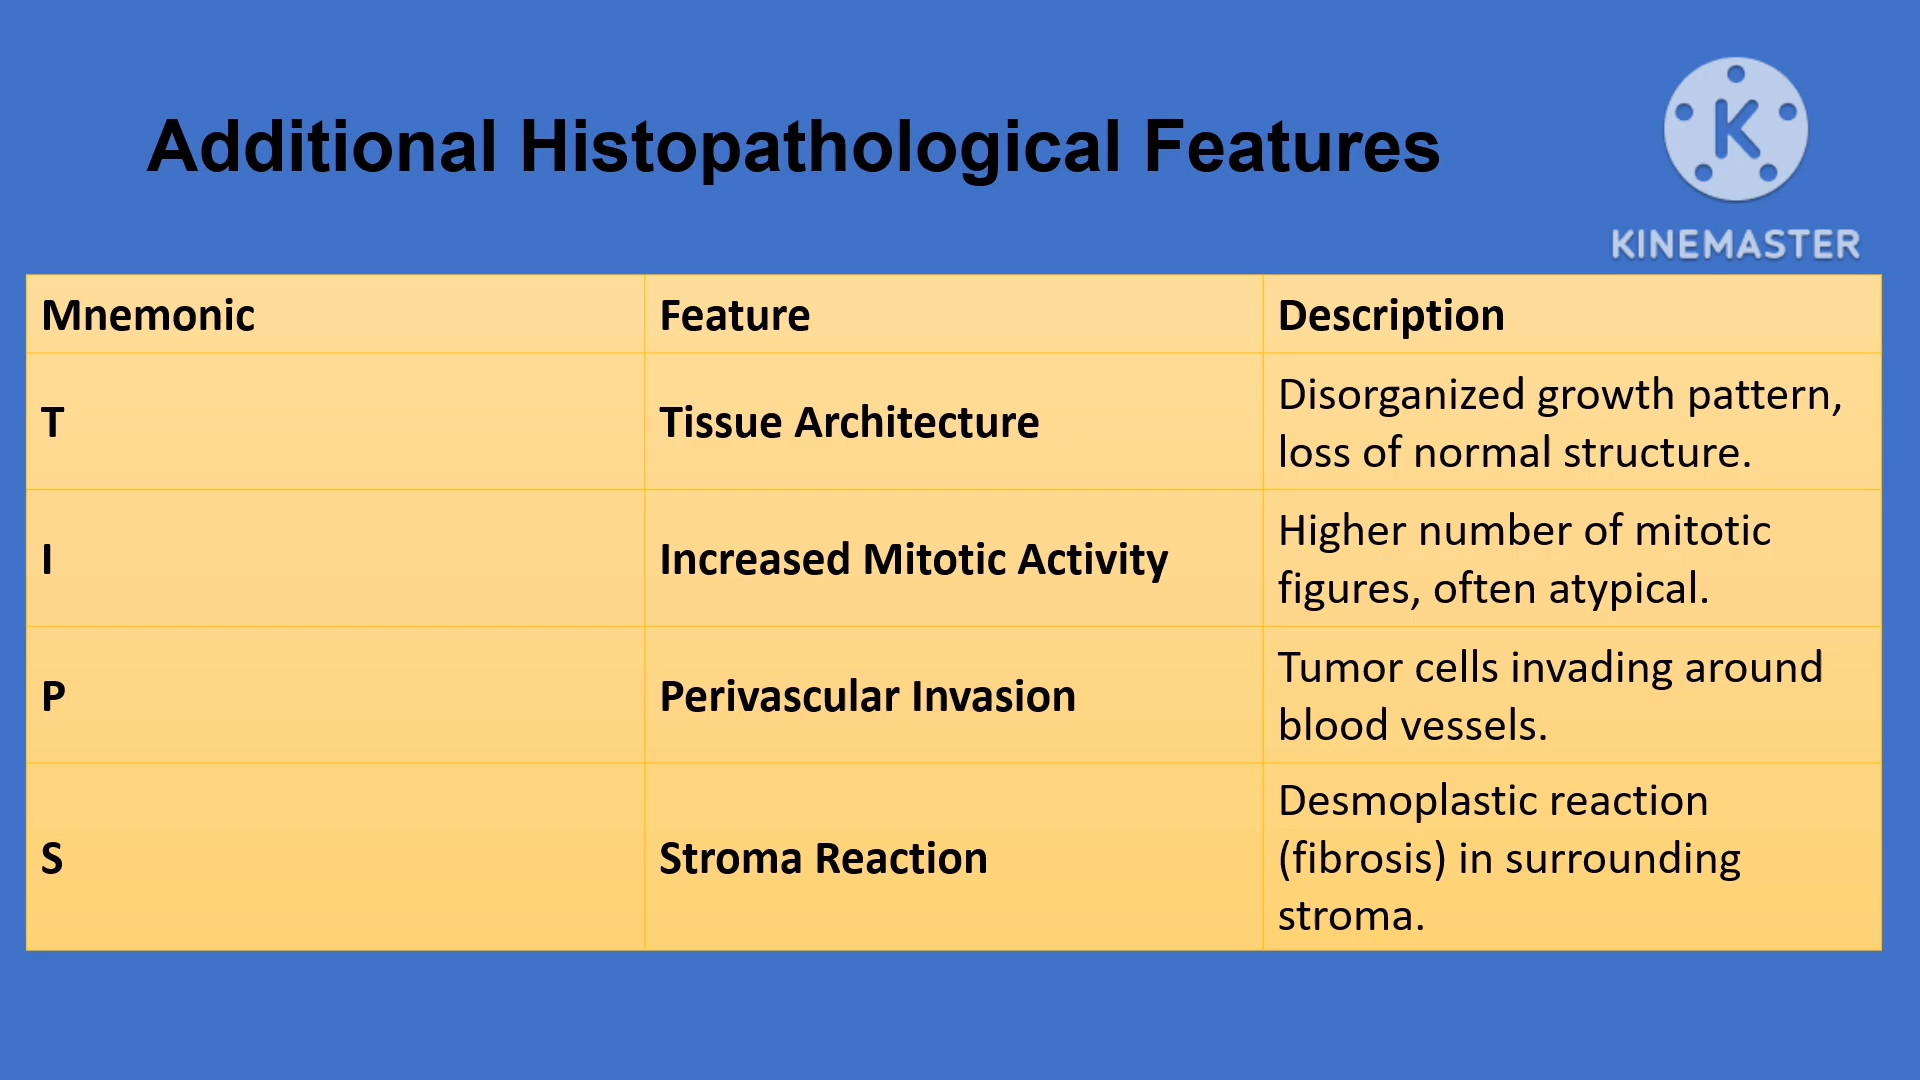 Additional Histopathological Features
K
KINEMASTER
Mnemonic Feature Description
T Tissue Architecture Disorganized growth pattern,
loss of normal structure.
I Increased Mitotic Activity Higher number of mitotic
figures, often atypical.
P Perivascular Invasion Tumor cells invading around
blood vessels.
S Stroma Reaction Desmoplastic reaction
(fibrosis) in surrounding
stroma.